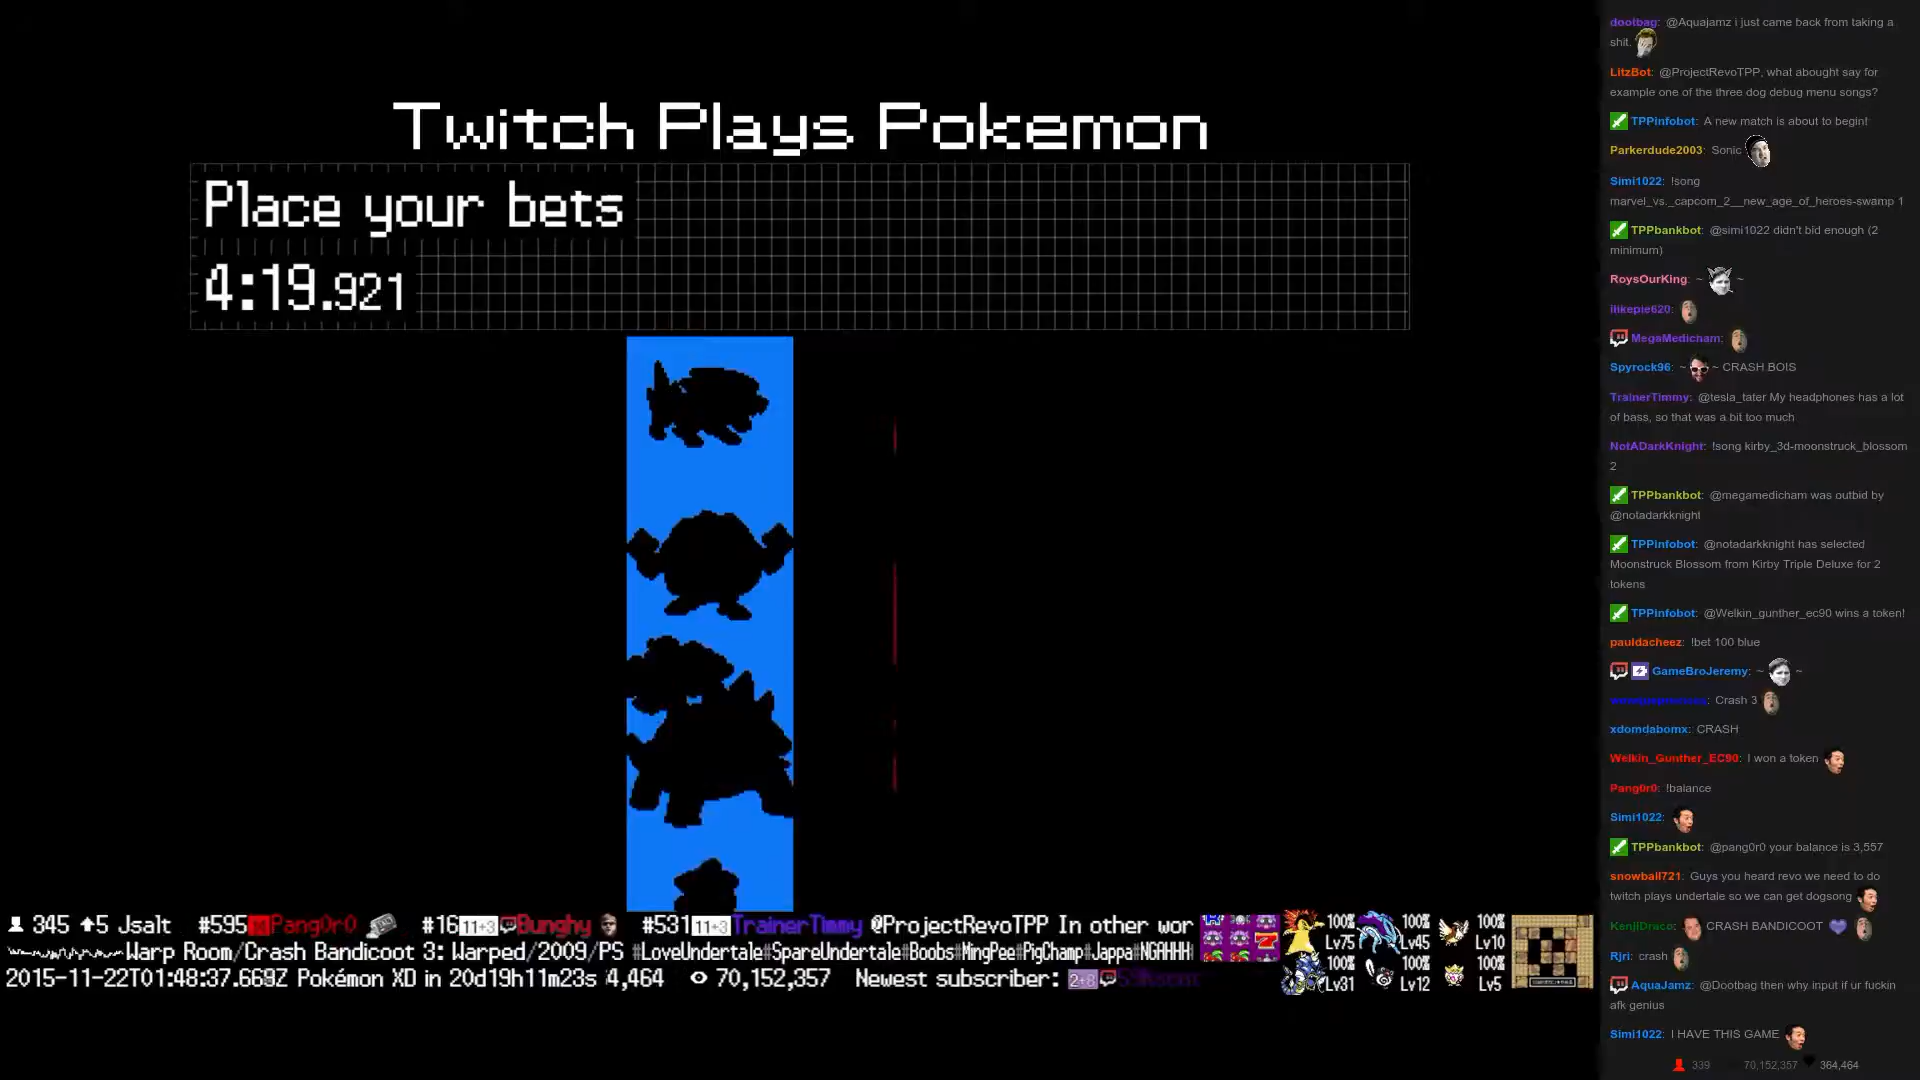 Twitch Plays Pokemon
Place your bets
4:19.921
345 5 Jsalt #595 Pang0r0 #16 11+3 Bunghy #531 11+3 TrainerTimmy @ProjectRevoTPP In other wor
Warp Room/Crash Bandicoot 3: Warped/2009/PS #LoveUndertale#SpareUndertale#Boobs#MingPee#PigChamp#Jappa#NGAHHH
2015-11-22T01:48:37.669Z Pokémon XD in 20d19h11m23s 4,464 70,152,357 Newest subscriber: 2+8
100% Lv75 100% Lv45 100% Lv10
100% Lv31 100% Lv12 100% Lv5
dootbag: @Aquajamz i just came back from taking a
shit.
LitzBot: @ProjectRevoTPP, what abought say for
example one of the three dog debug menu songs?
TPPinfobot: A new match is about to begin!
Parkerdude2003: Sonic
Simi1022: !song
marvel_vs._capcom_2__new_age_of_heroes-swamp 1
TPPbankbot: @simi1022 didn't bid enough (2
minimum)
RoysOurKing: ~ ~
ilikepie620:
MegaMedicham:
Spyrock96: ~ ~ CRASH BOIS
TrainerTimmy: @tesla_tater My headphones has a lot
of bass, so that was a bit too much
NotADarkKnight: !song kirby_3d-moonstruck_blossom
2
TPPbankbot: @megamedicham was outbid by
@notadarkknight
TPPinfobot: @notadarkknight has selected
Moonstruck Blossom from Kirby Triple Deluxe for 2
tokens
TPPinfobot: @Welkin_gunther_ec90 wins a token!
pauldacheez: !bet 100 blue
GameBroJeremy: ~ ~
Crash 3
xdomdabomx: CRASH
Welkin_Gunther_EC90: I won a token
Pang0r0: !balance
Simi1022:
TPPbankbot: @pang0r0 your balance is 3,557
snowball721: Guys you heard revo we need to do
twitch plays undertale so we can get dogsong
KenjiDraco: CRASH BANDICOOT
Rjri: crash
AquaJamz: @Dootbag then why input if ur fuckin
afk genius
Simi1022: I HAVE THIS GAME
339 70,152,357 364,464